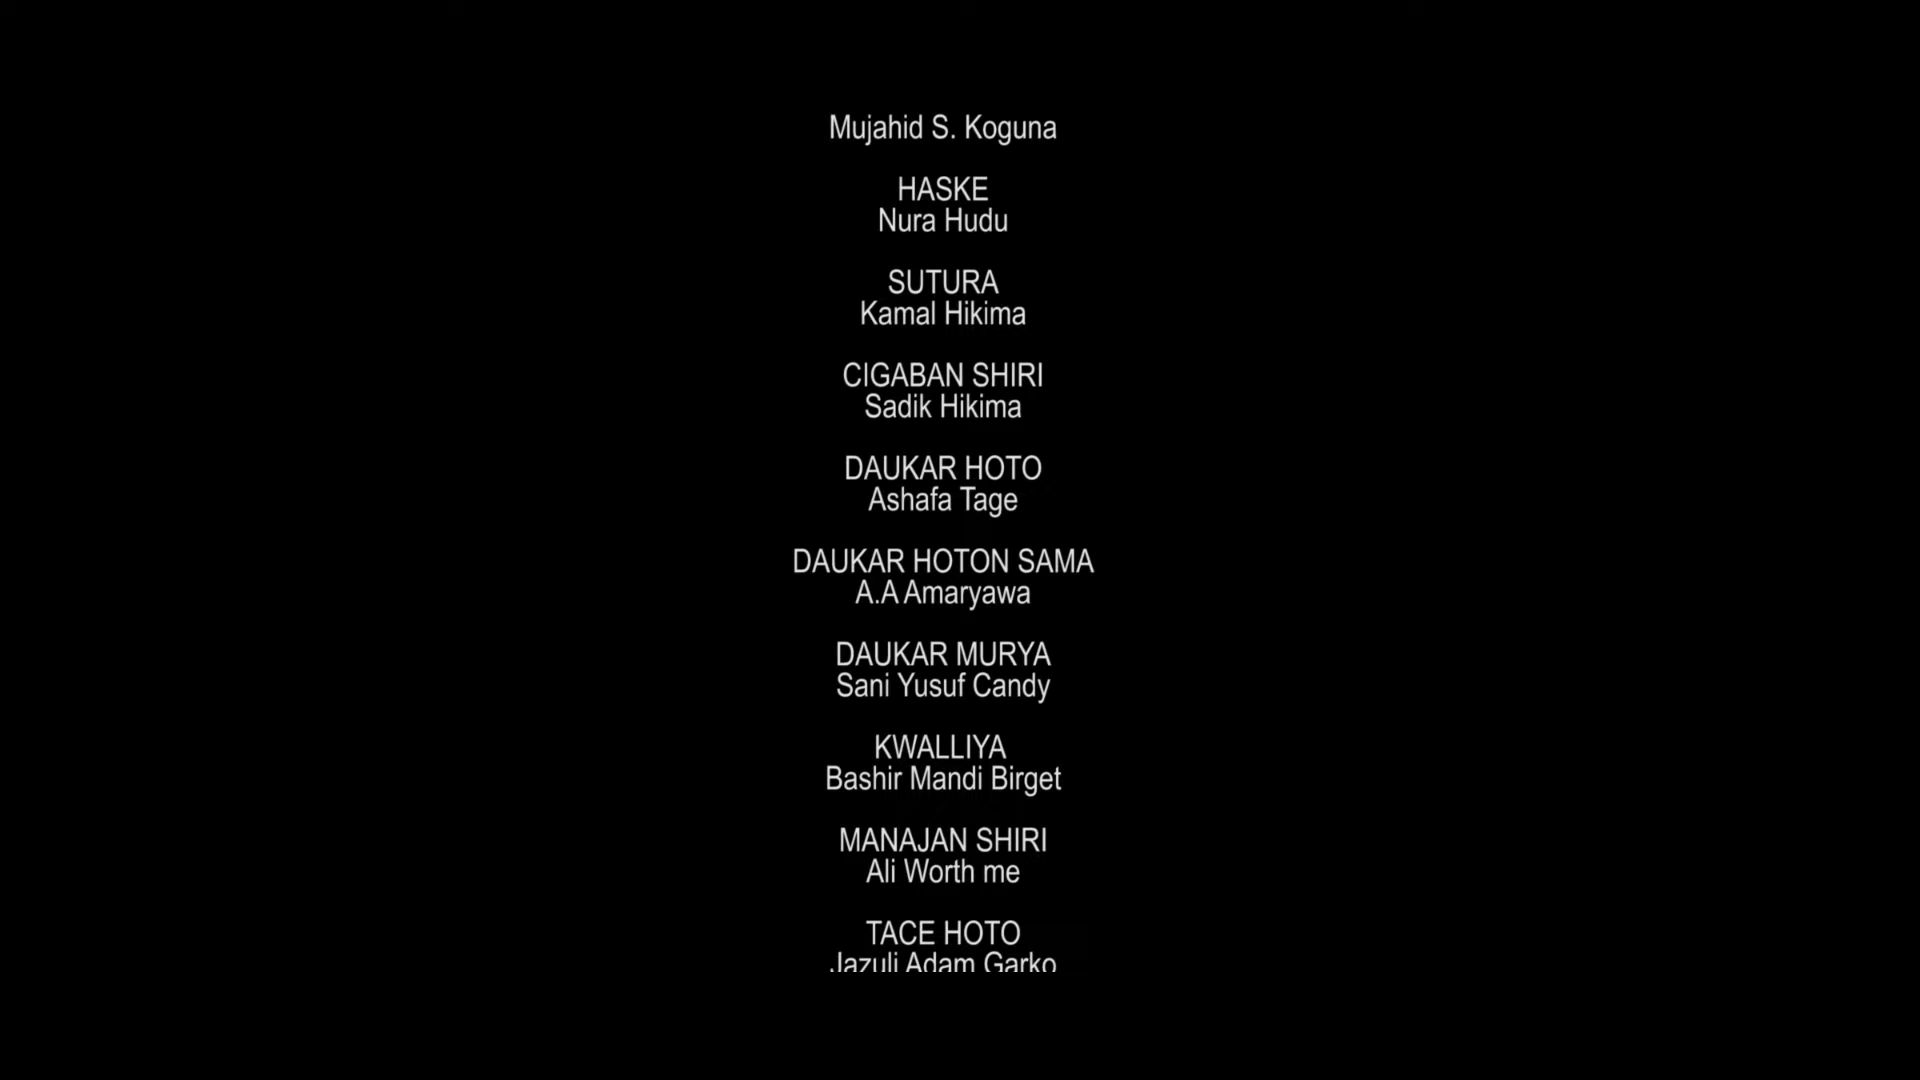 Mujahid S. Koguna
HASKE
Nura Hudu
SUTURA
Kamal Hikima
CIGABAN SHIRI
Sadik Hikima
DAUKAR HOTO
Ashafa Tage
DAUKAR HOTON SAMA
A.A Amaryawa
DAUKAR MURYA
Sani Yusuf Candy
KWALLIYA
Bashir Mandi Birget
MANAJAN SHIRI
Ali Worth me
TACE HOTO
Jazuli Adam Garko